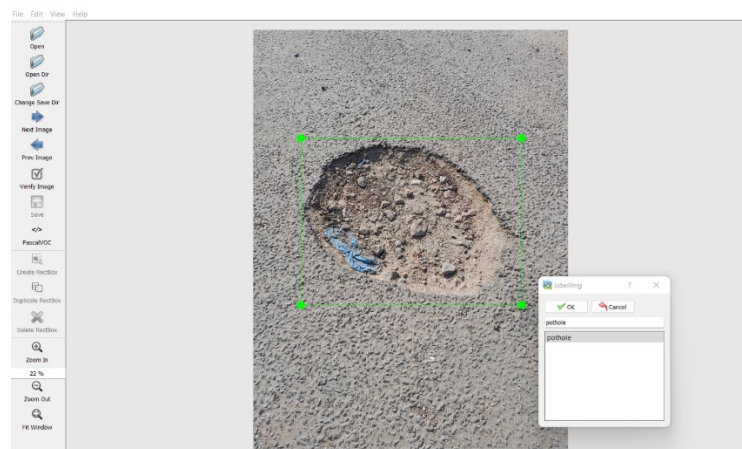 File Edit View Help
Open
Open Dir
Change Save Dir
Next Image
Prev Image
Verify Image
Save
</>
PascalVOC
Create RectBox
Duplicate RectBox
Delete RectBox
Zoom In
22 %
Zoom Out
Fit Window
labelImg ? ×
OK Cancel
pothole
pothole